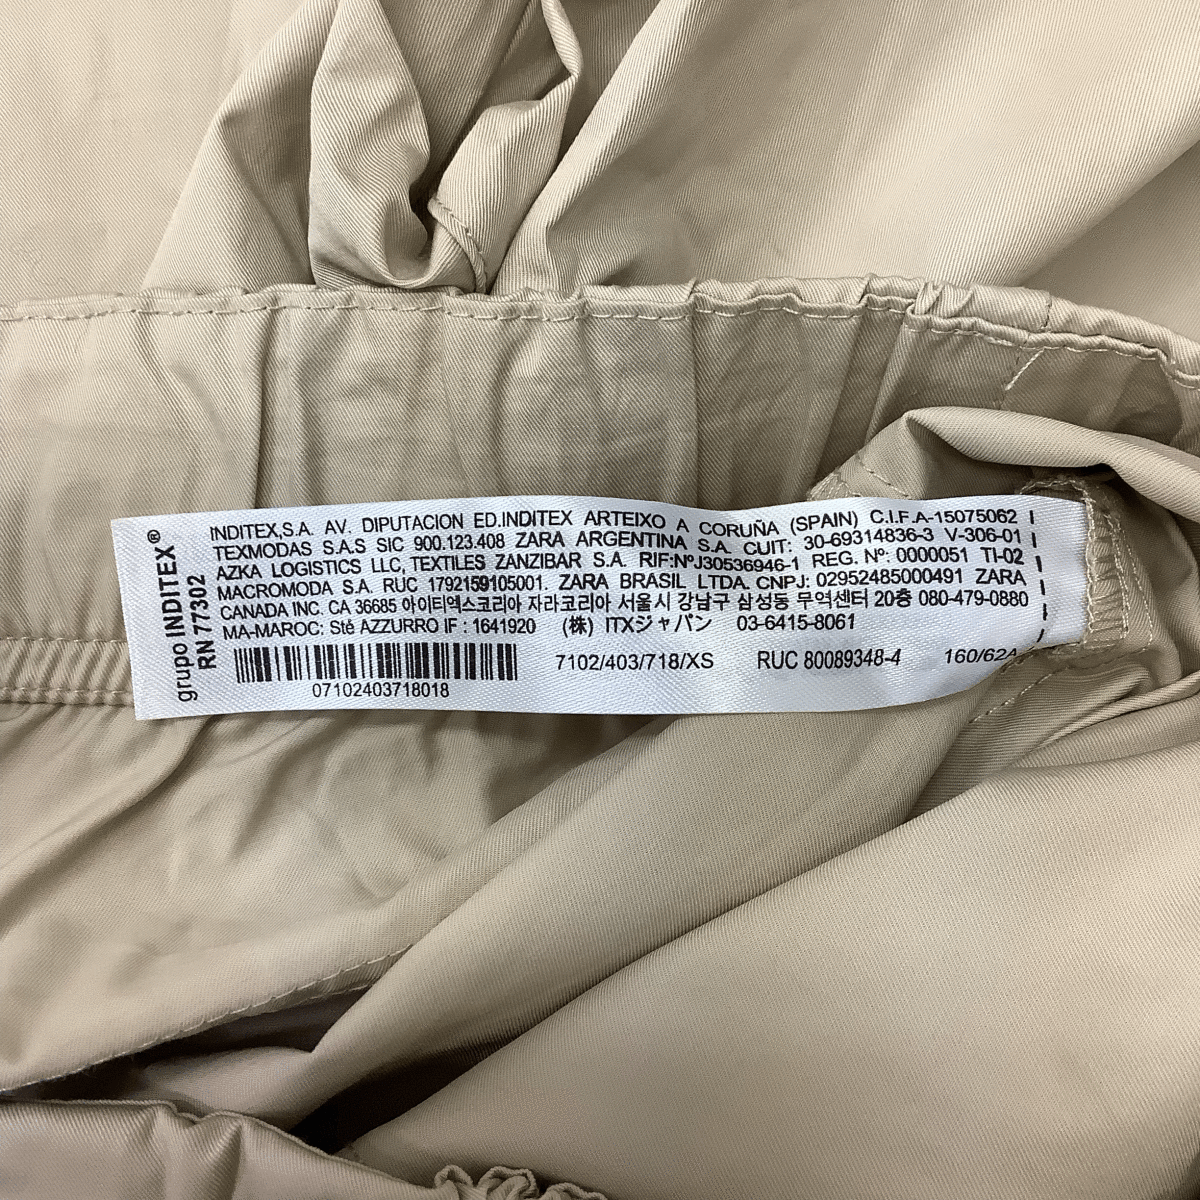 grupo INDITEX®
RN 77302
INDITEX,S.A. AV. DIPUTACION ED.INDITEX ARTEIXO A CORUÑA (SPAIN) C.I.F.A-15075062
TEXMODAS S.A.S SIC 900.123.408 ZARA ARGENTINA S.A. CUIT: 30-69314836-3 V-306-01
AZKA LOGISTICS LLC, TEXTILES ZANZIBAR S.A. RIF:NºJ30536946-1 REG. Nº: 0000051 TI-02
MACROMODA S.A. RUC 1792159105001. ZARA BRASIL LTDA. CNPJ: 02952485000491 ZARA
CANADA INC. CA 36685 아이티엑스코리아 자라코리아 서울시 강남구 삼성동 무역센터 20층 080-479-0880
MA-MAROC: Sté AZZURRO IF : 1641920 (株) ITXジャパン 03-6415-8061
7102/403/718/XS RUC 80089348-4 160/62A
07102403718018